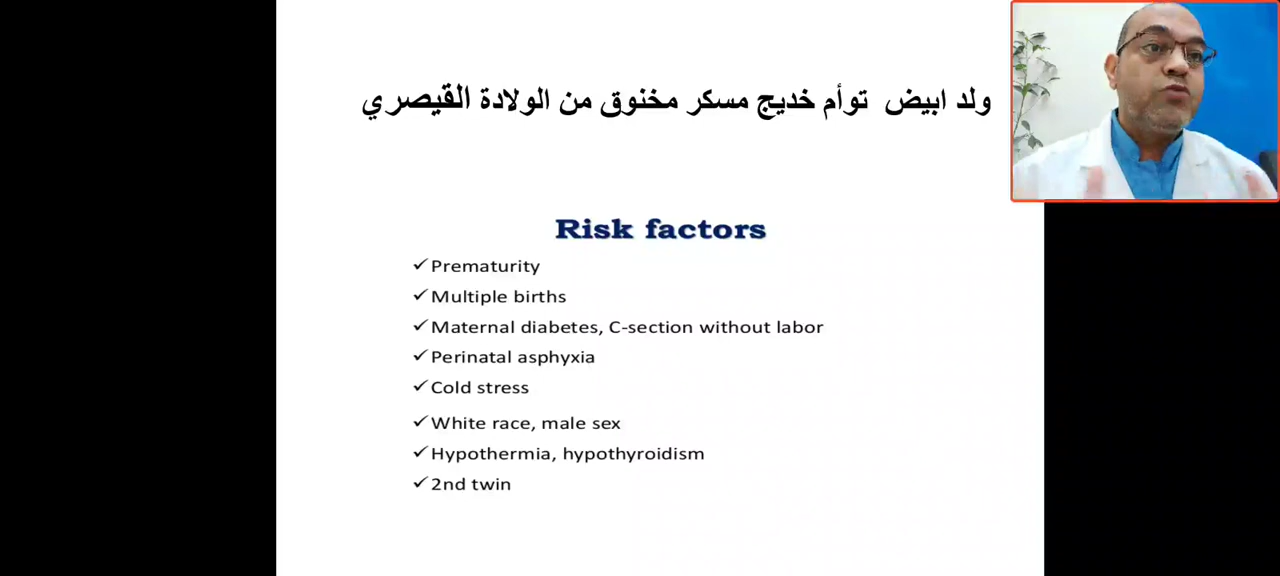 ولد ابيض توأم خديج مسكر مخنوق من الولادة القيصري
Risk factors
✓ Prematurity
✓ Multiple births
✓ Maternal diabetes, C-section without labor
✓ Perinatal asphyxia
✓ Cold stress
✓ White race, male sex
✓ Hypothermia, hypothyroidism
✓ 2nd twin